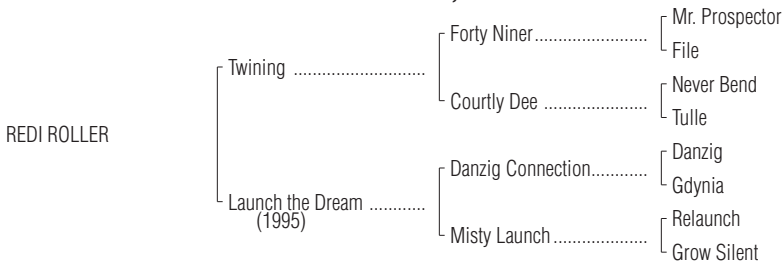 Mr. Prospector
Forty Niner........................
File
Twining ............................
Never Bend
Courtly Dee ......................
Tulle
REDI ROLLER
Danzig
Danzig Connection............
Gdynia
Launch the Dream ............
(1995)
Relaunch
Misty Launch....................
Grow Silent